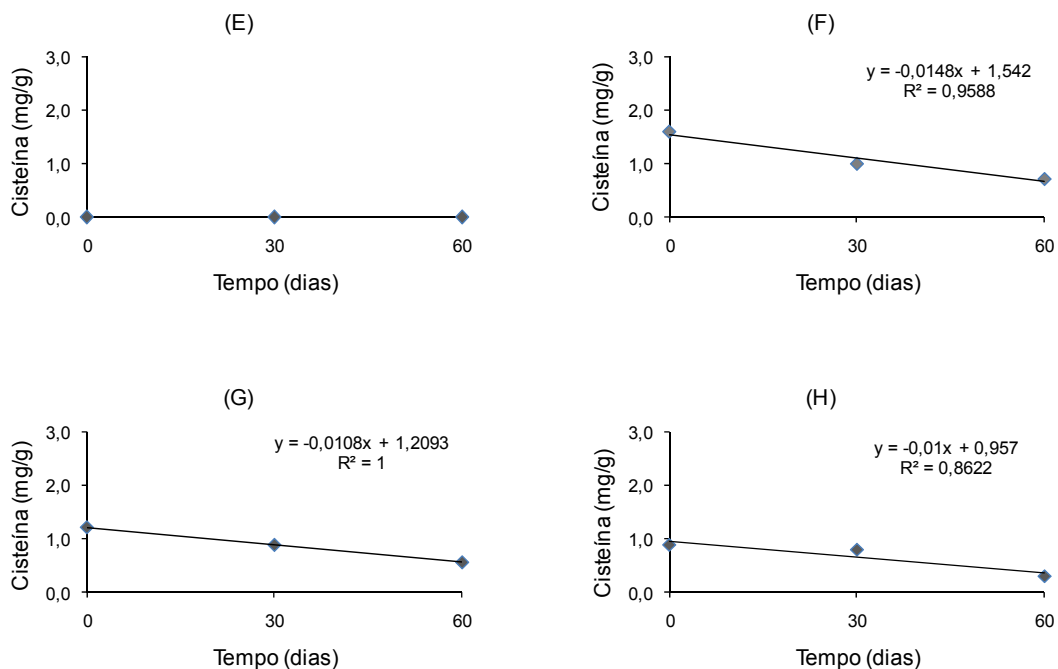 (E)
3,0
2,0
1,0
0,0
Cisteína (mg/g)
0
30
60
Tempo (dias)
(F)
y = -0,0148x + 1,542
R² = 0,9588
3,0
2,0
1,0
0,0
Cisteína (mg/g)
0
30
60
Tempo (dias)
(G)
y = -0,0108x + 1,2093
R² = 1
3,0
2,0
1,0
0,0
Cisteína (mg/g)
0
30
60
Tempo (dias)
(H)
y = -0,01x + 0,957
R² = 0,8622
3,0
2,0
1,0
0,0
Cisteína (mg/g)
0
30
60
Tempo (dias)